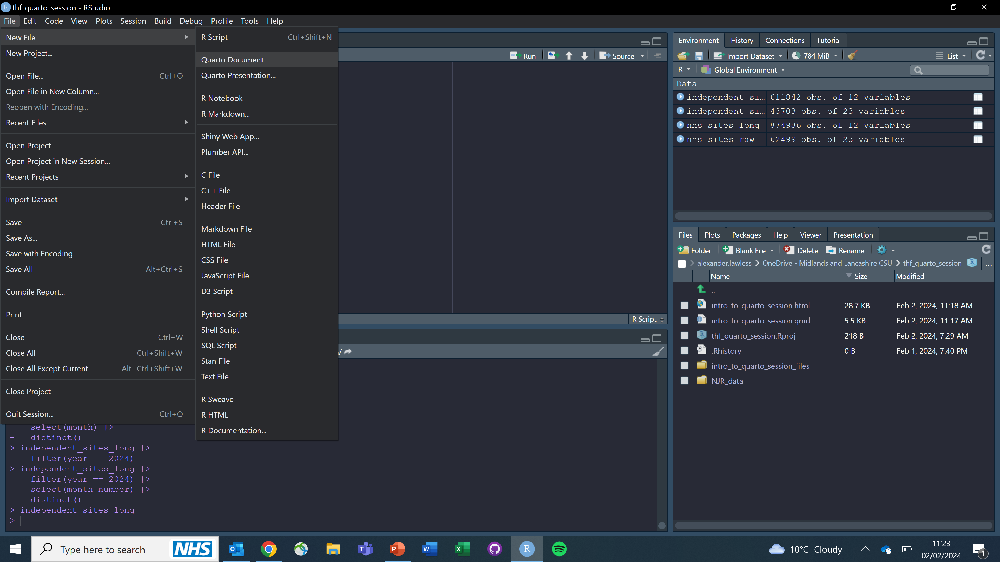 R thf_quarto_session - RStudio
File Edit Code View Plots Session Build Debug Profile Tools Help
New File
New Project...
Open File... Ctrl+O
Open File in New Column...
Reopen with Encoding...
Recent Files
Open Project...
Open Project in New Session...
Recent Projects
Import Dataset
Save Ctrl+S
Save As...
Save with Encoding...
Save All Alt+Ctrl+S
Compile Report...
Print...
Close Ctrl+W
Close All Ctrl+Shift+W
Close All Except Current Alt+Ctrl+Shift+W
Close Project
Quit Session... Ctrl+Q
R Script Ctrl+Shift+N
Quarto Document...
Quarto Presentation...
R Notebook
R Markdown...
Shiny Web App...
Plumber API...
C File
C++ File
Header File
Markdown File
HTML File
CSS File
JavaScript File
D3 Script
Python Script
Shell Script
SQL Script
Stan File
Text File
R Sweave
R HTML
R Documentation...
Run Source
R Script
/
+ select(month) |>
+ distinct()
> independent_sites_long |>
+ filter(year == 2024)
> independent_sites_long |>
+ filter(year == 2024) |>
+ select(month_number) |>
+ distinct()
> independent_sites_long
>
Environment History Connections Tutorial
Import Dataset 784 MiB List
R Global Environment
Data
independent_si... 611842 obs. of 12 variables
independent_si... 43703 obs. of 23 variables
nhs_sites_long 874986 obs. of 12 variables
nhs_sites_raw 62499 obs. of 23 variables
Files Plots Packages Help Viewer Presentation
Folder Blank File Delete Rename
alexander.lawless OneDrive - Midlands and Lancashire CSU thf_quarto_session R ...
Name Size Modified
..
intro_to_quarto_session.html 28.7 KB Feb 2, 2024, 11:18 AM
intro_to_quarto_session.qmd 5.5 KB Feb 2, 2024, 11:17 AM
R thf_quarto_session.Rproj 218 B Feb 2, 2024, 7:29 AM
.Rhistory 0 B Feb 1, 2024, 7:40 PM
intro_to_quarto_session_files
NJR_data
Type here to search NHS
O T P W X R
10°C Cloudy
11:23
02/02/2024
1